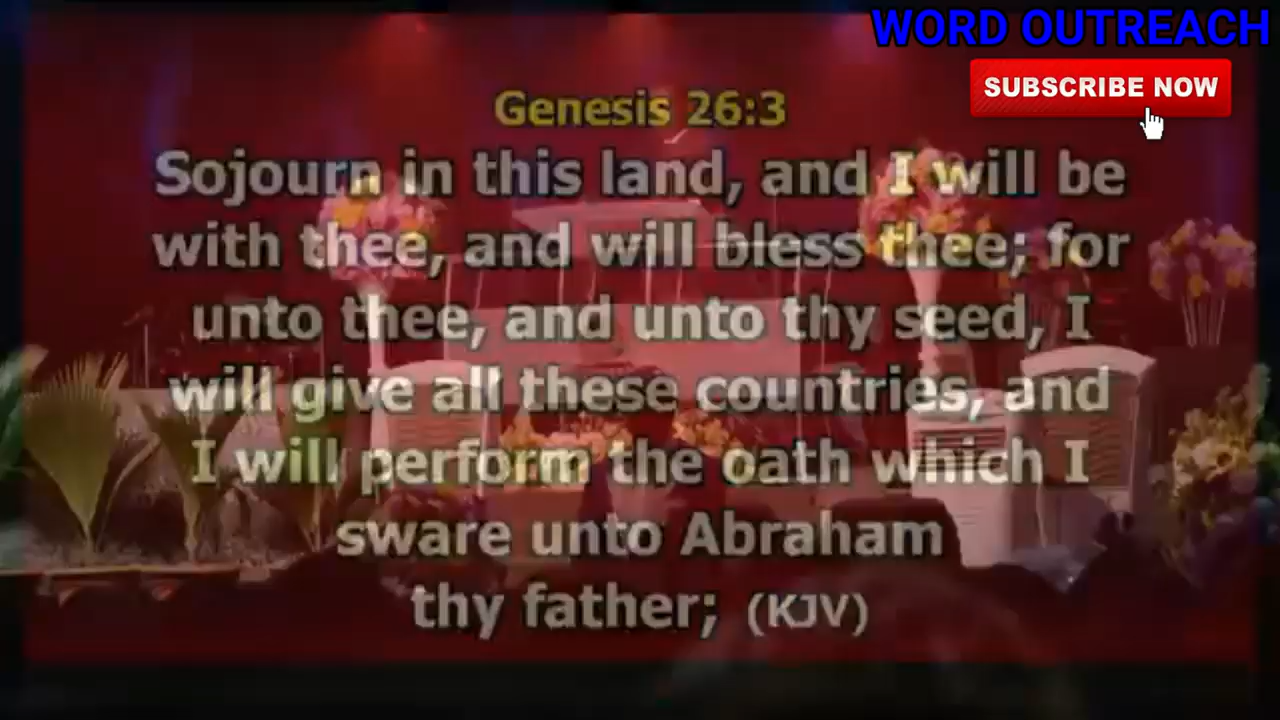 WORD OUTREACH
SUBSCRIBE NOW
Genesis 26:3
Sojourn in this land, and I will be
with thee, and will bless thee; for
unto thee, and unto thy seed, I
will give all these countries, and
I will perform the oath which I
sware unto Abraham
thy father; (KJV)